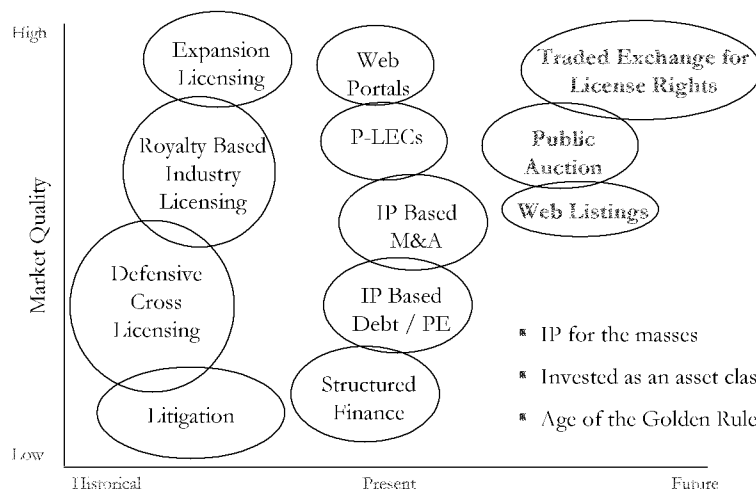 High
Expansion
Licensing
Web
Portals
Traded Exchange for
License Rights
Royalty Based
Industry
Licensing
P-LECs
Public
Auction
IP Based
M&A
Web Listings
Market Quality
Defensive
Cross
Licensing
IP Based
Debt / PE
IP for the masses
Invested as an asset clas
Age of the Golden Rule
Litigation
Structured
Finance
Low
Historical
Present
Future